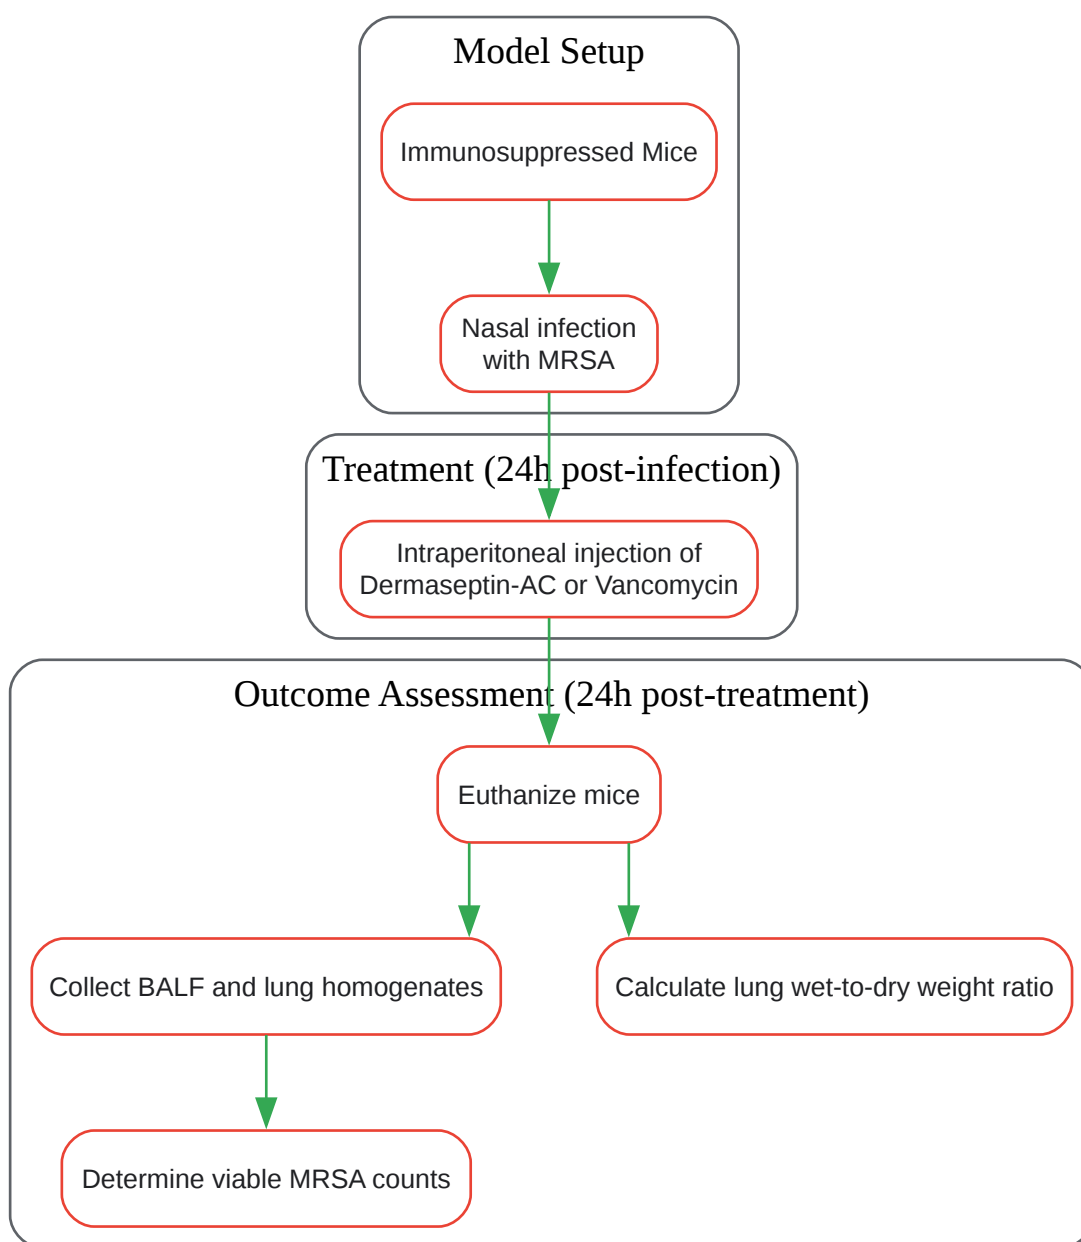 Model Setup
Immunosuppressed Mice
Nasal infection
with MRSA
Treatment (24h post-infection)
Intraperitoneal injection of
Dermaseptin-AC or Vancomycin
Outcome Assessment (24h post-treatment)
Euthanize mice
Collect BALF and lung homogenates
Calculate lung wet-to-dry weight ratio
Determine viable MRSA counts